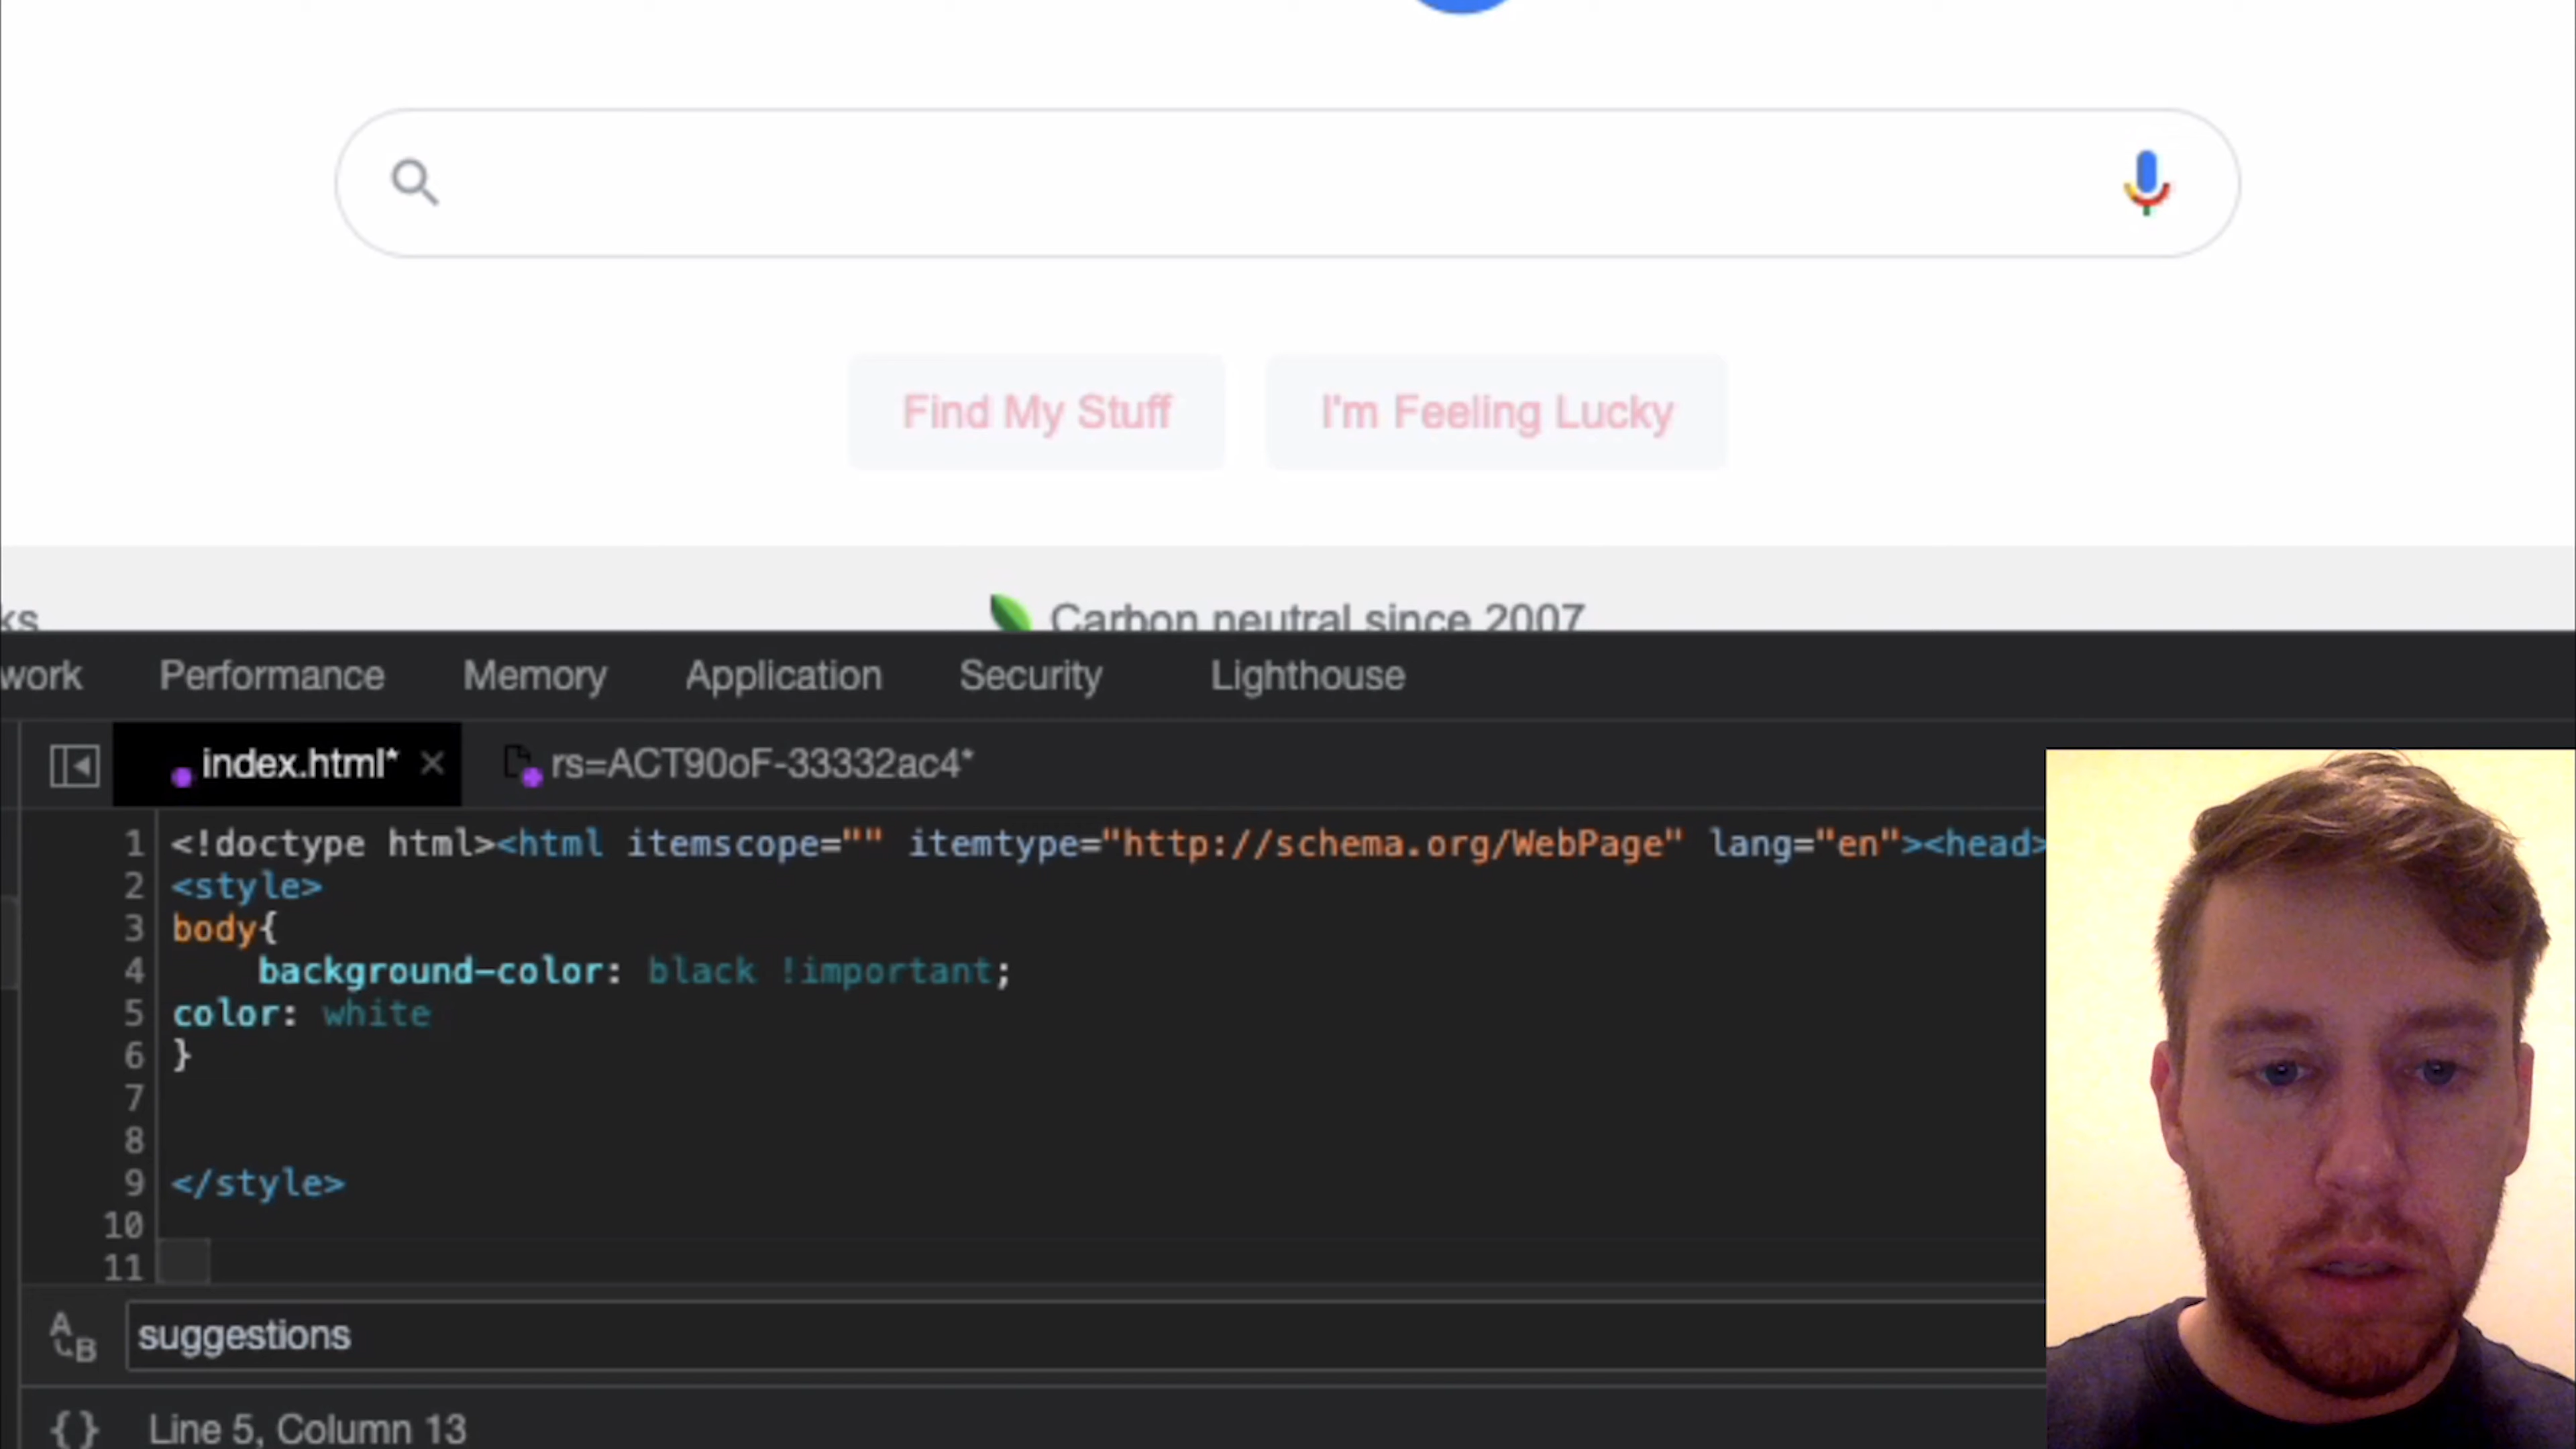 Find My Stuff
I'm Feeling Lucky
ks
Carbon neutral since 2007
work Performance Memory Application Security Lighthouse
index.html* × rs=ACT90oF-33332ac4*
1 <!doctype html><html itemscope="" itemtype="http://schema.org/WebPage" lang="en"><head>
2 <style>
3 body{
4 background-color: black !important;
5 color: white
6 }
7
8
9 </style>
10
11
A B suggestions
{} Line 5, Column 13